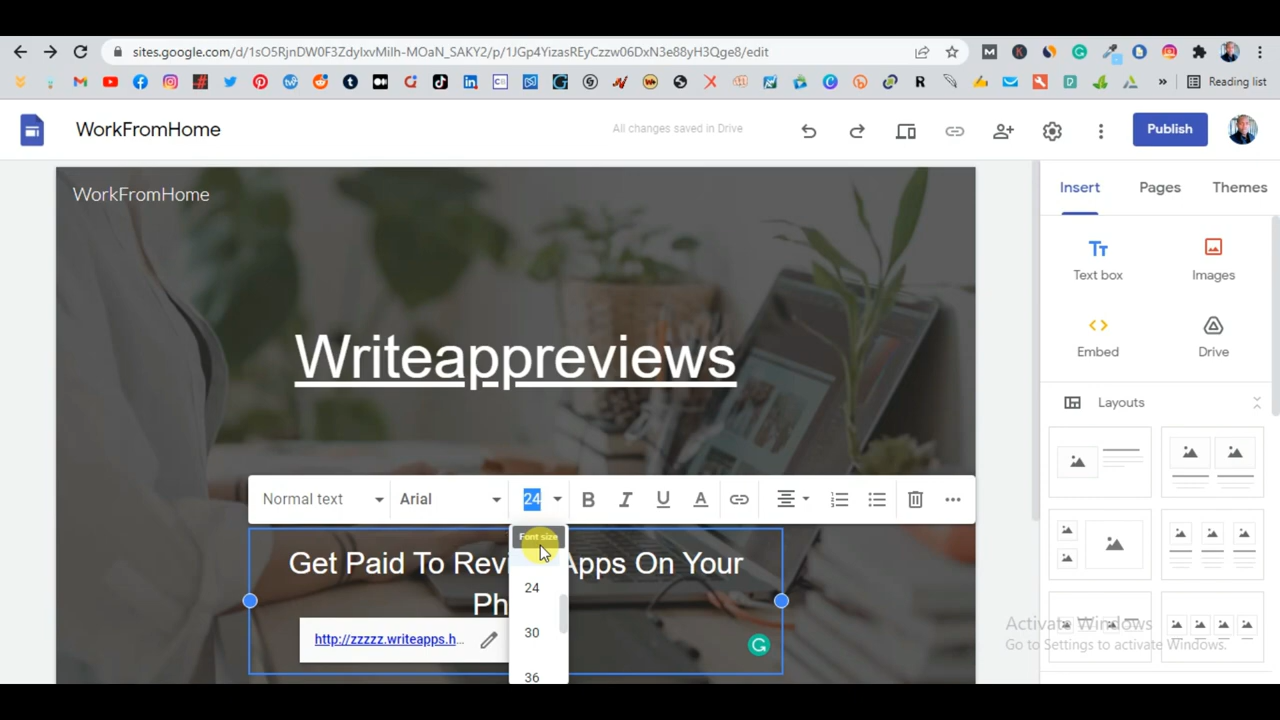 sites.google.com/d/1sO5RjnDW0F3ZdyIxvMilh-MOaN_SAKY2/p/1JGp4YizasREyCzzw06DxN3e88yH3Qge8/edit
Reading list
WorkFromHome
All changes saved in Drive
Publish
WorkFromHome
Insert
Pages
Themes
Text box
Images
Embed
Drive
Layouts
Writeappreviews
Normal text
Arial
24
Font size
Get Paid To Rev Apps On Your
Ph
24
30
36
http://zzzzz.writeapps.h...
Activate Windows
Go to Settings to activate Windows.